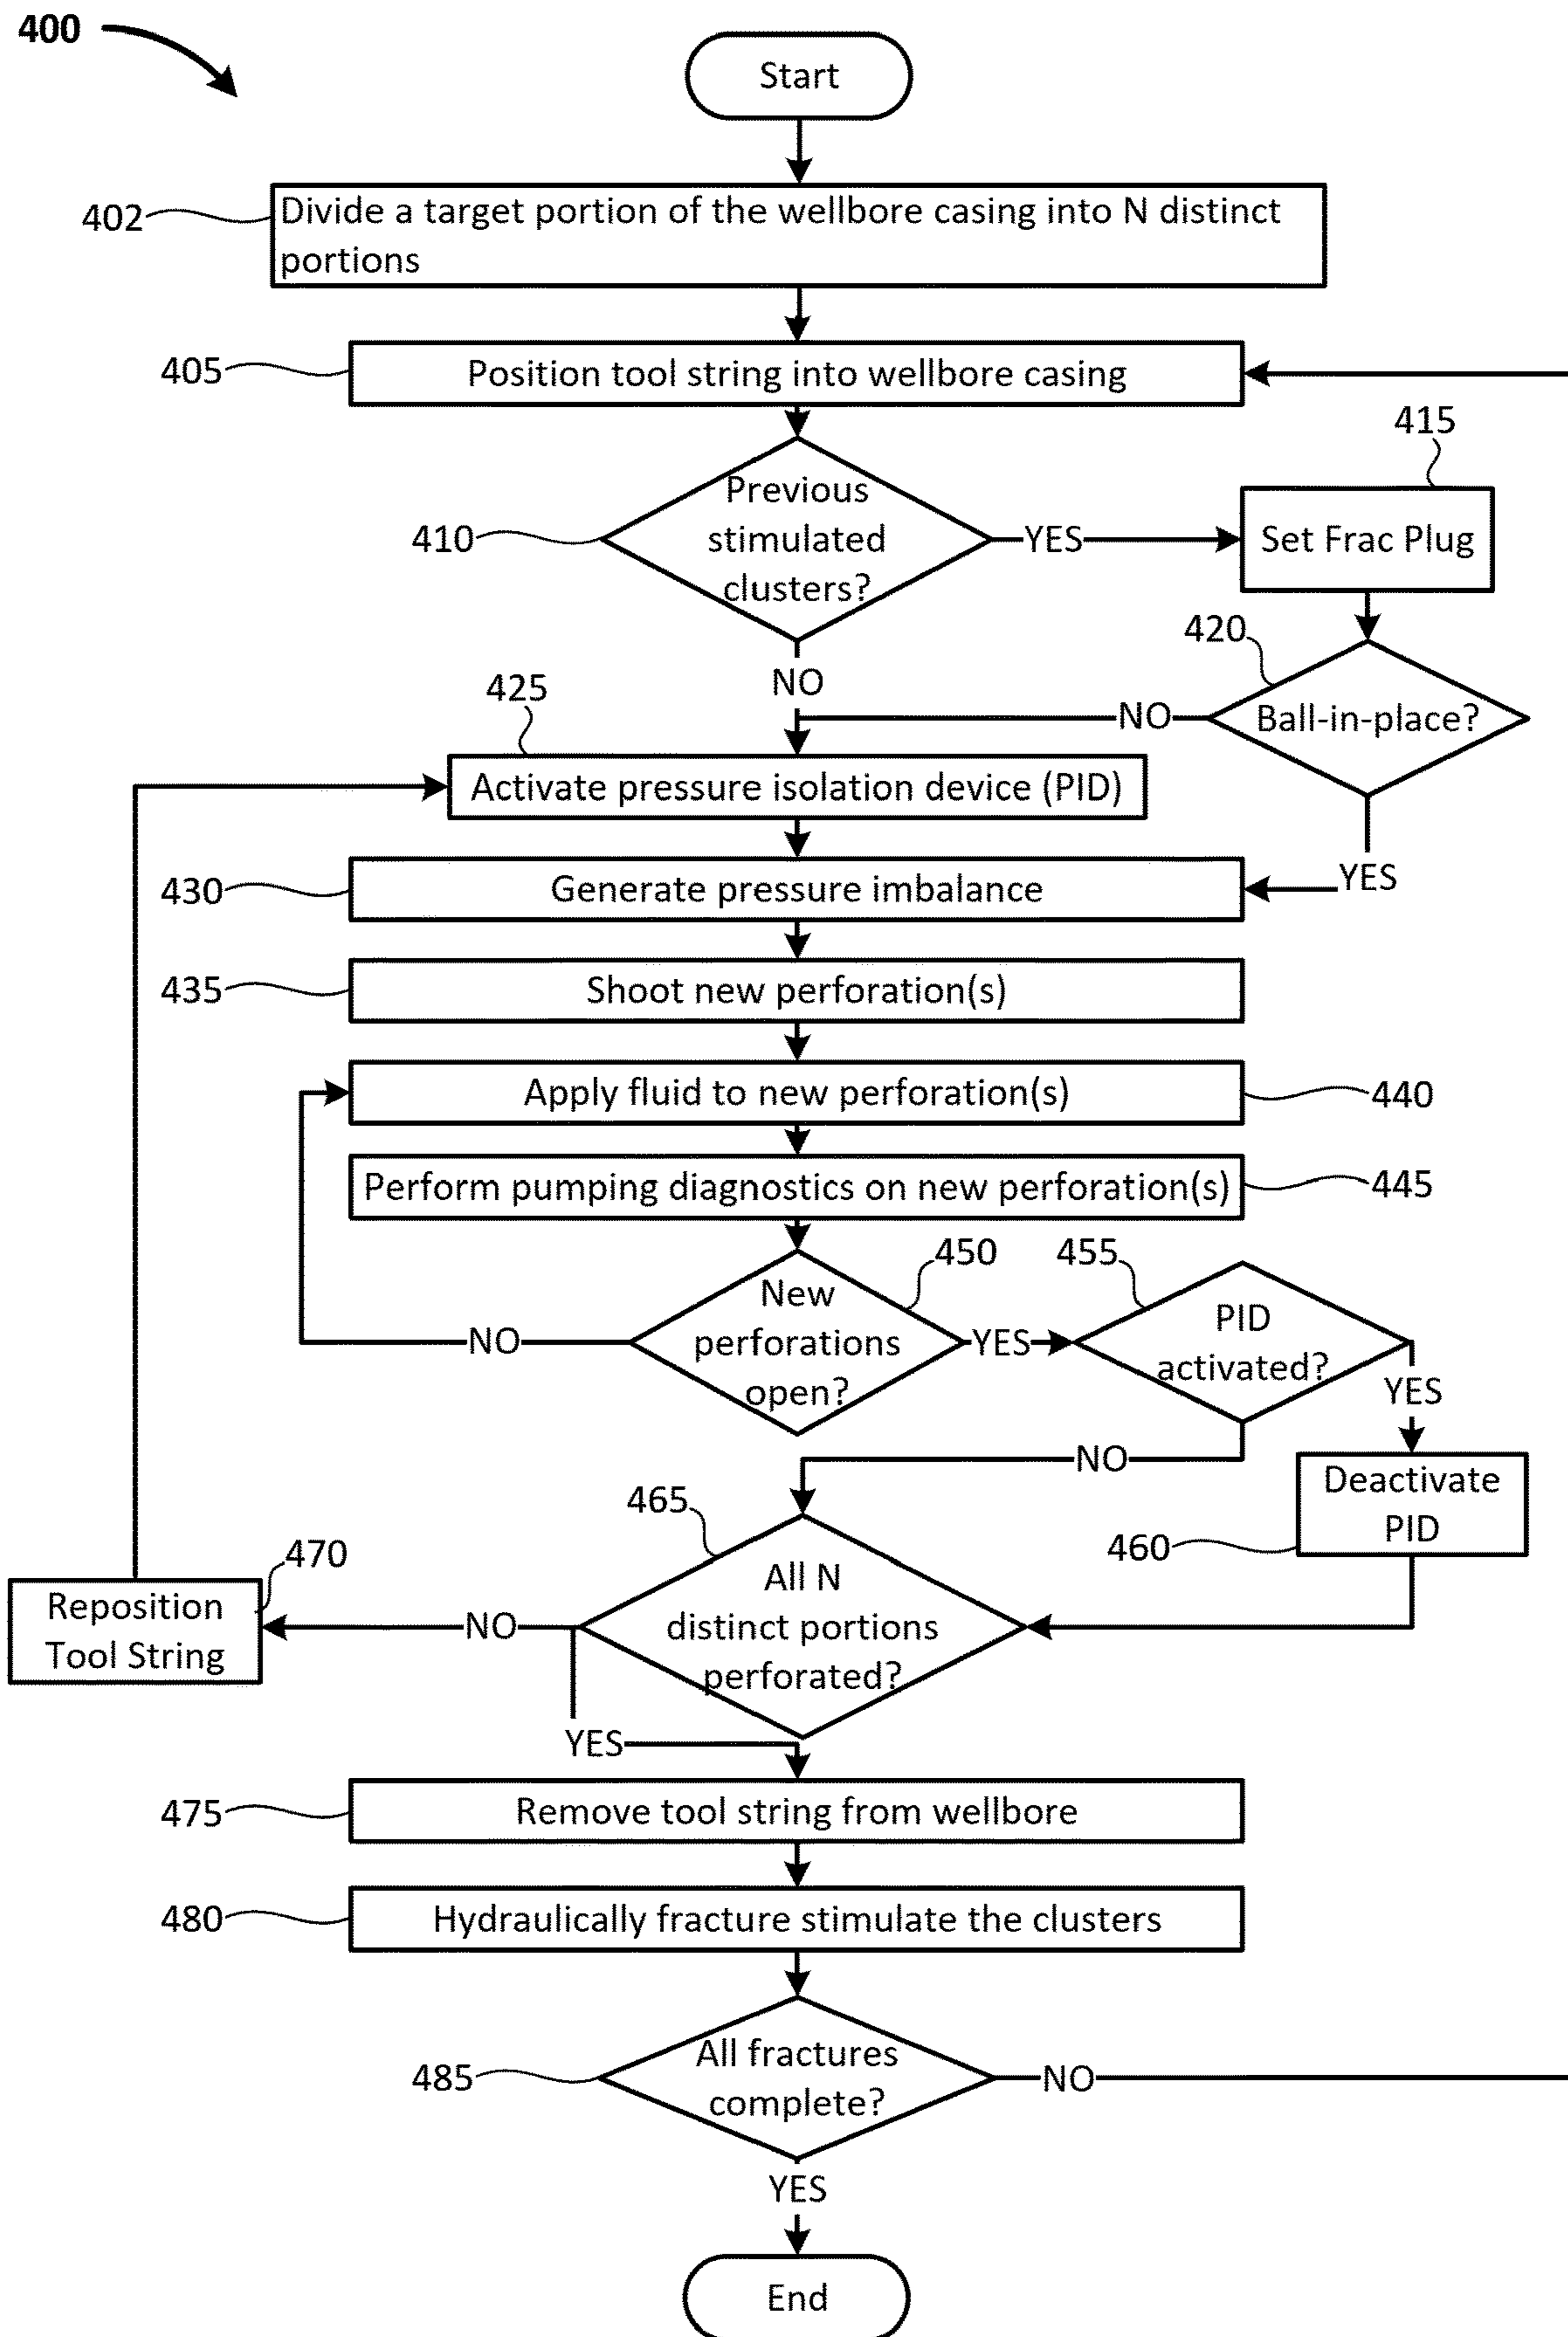 400
Start
402
Divide a target portion of the wellbore casing into N distinct
portions
405
Position tool string into wellbore casing
410
Previous
stimulated
clusters?
YES
415
Set Frac Plug
420
Ball-in-place?
NO
NO
YES
425
Activate pressure isolation device (PID)
430
Generate pressure imbalance
435
Shoot new perforation(s)
Apply fluid to new perforation(s)
440
Perform pumping diagnostics on new perforation(s)
445
450
New
perforations
open?
NO
YES
455
PID
activated?
YES
NO
Deactivate
PID
460
465
All N
distinct portions
perforated?
NO
470
Reposition
Tool String
YES
475
Remove tool string from wellbore
480
Hydraulically fracture stimulate the clusters
485
All fractures
complete?
NO
YES
End